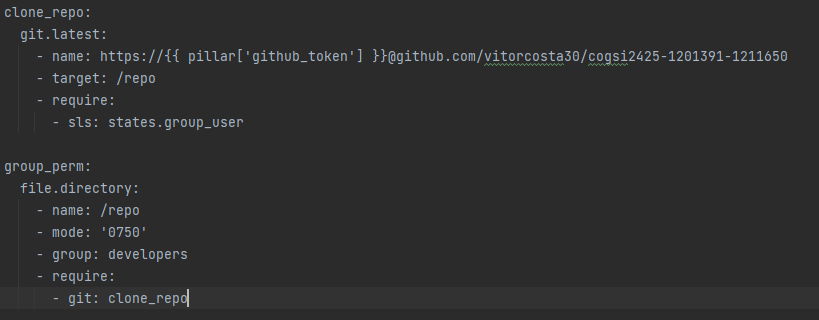 clone_repo:
  git.latest:
    - name: https://{{ pillar['github_token'] }}@github.com/vitorcosta30/cogsi2425-1201391-1211650
    - target: /repo
    - require:
      - sls: states.group_user

group_perm:
  file.directory:
    - name: /repo
    - mode: '0750'
    - group: developers
    - require:
      - git: clone_repo